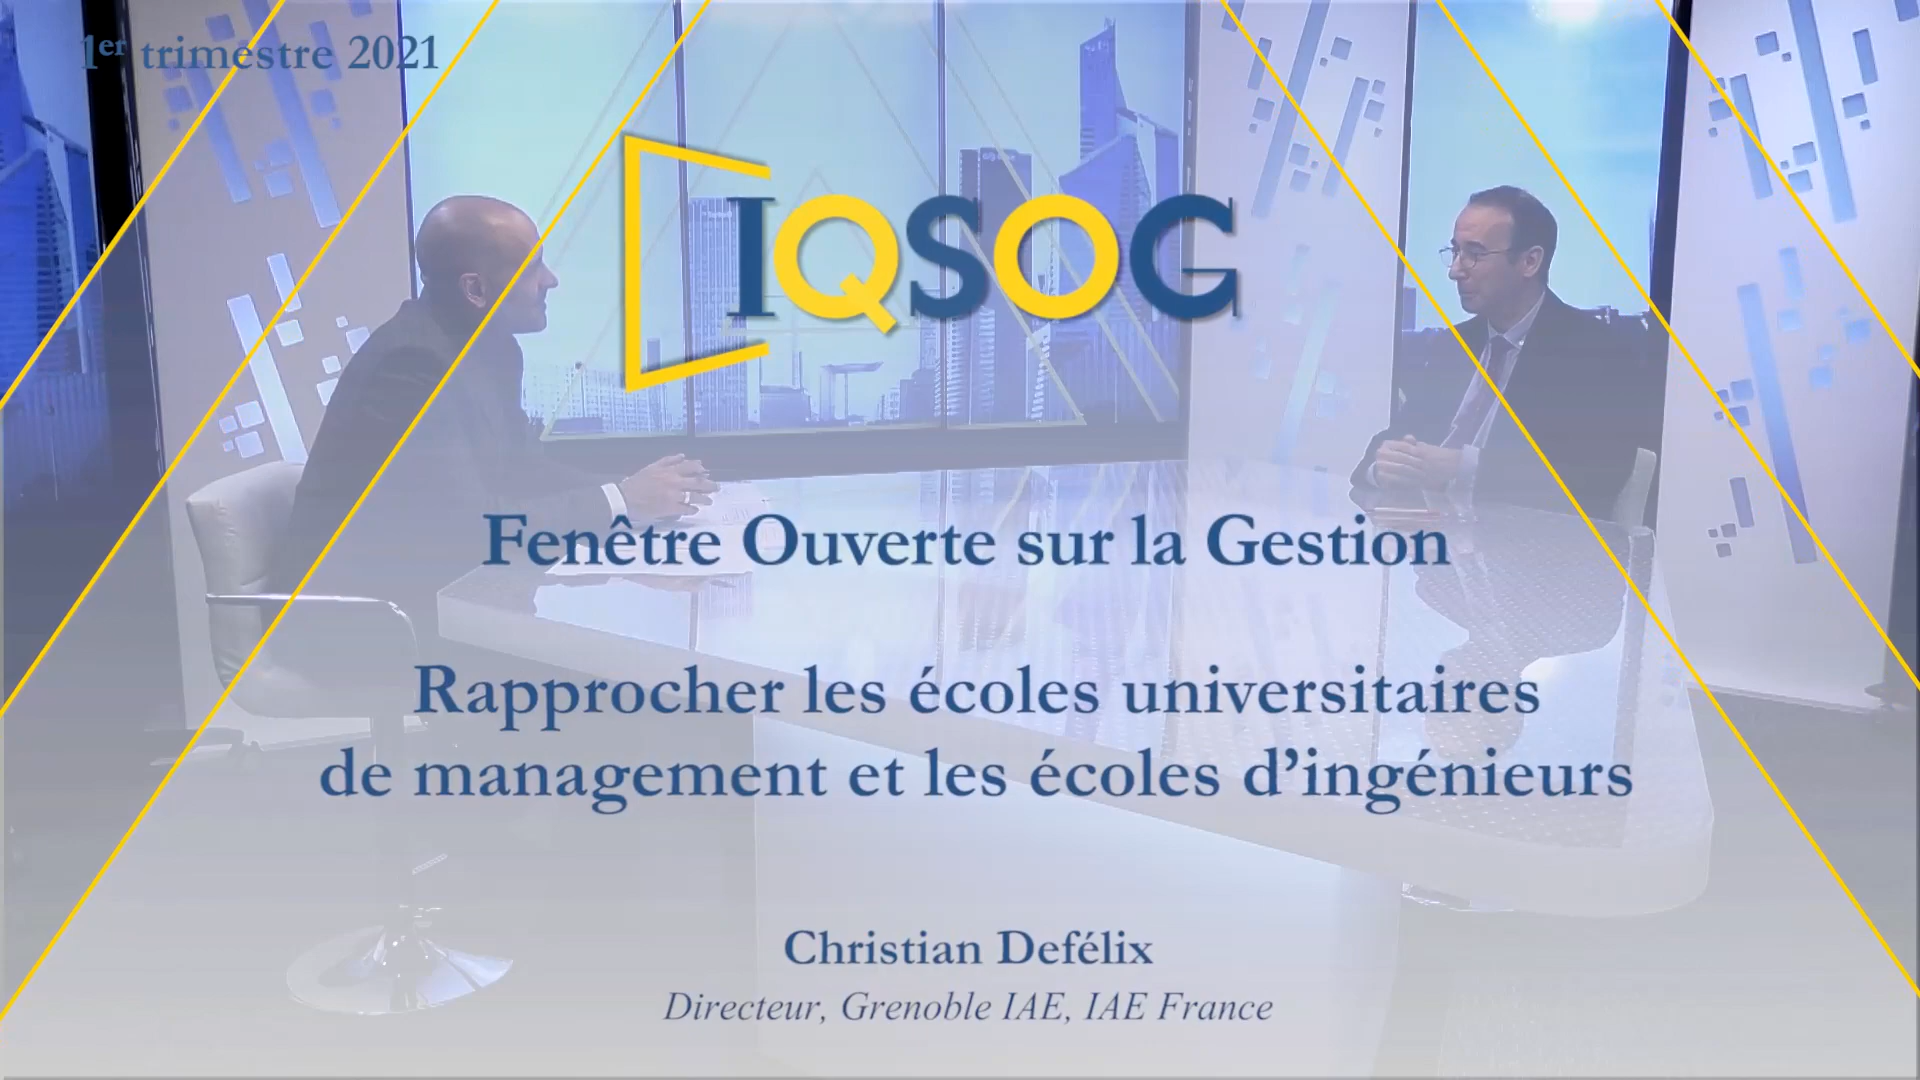 1er trimestre 2021
IQSOG
Fenêtre Ouverte sur la Gestion
Rapprocher les écoles universitaires
de management et les écoles d’ingénieurs
Christian Defélix
Directeur, Grenoble IAE, IAE France